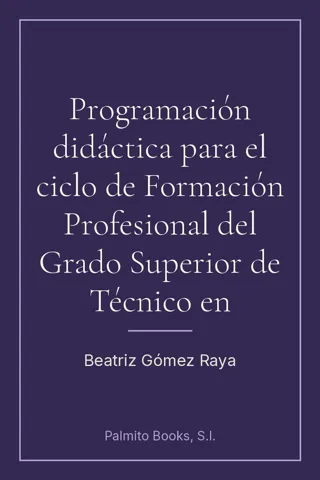 Programación
didáctica para el
ciclo de Formación
Profesional del
Grado Superior de
Técnico en
Beatriz Gómez Raya
Palmito Books, S.l.